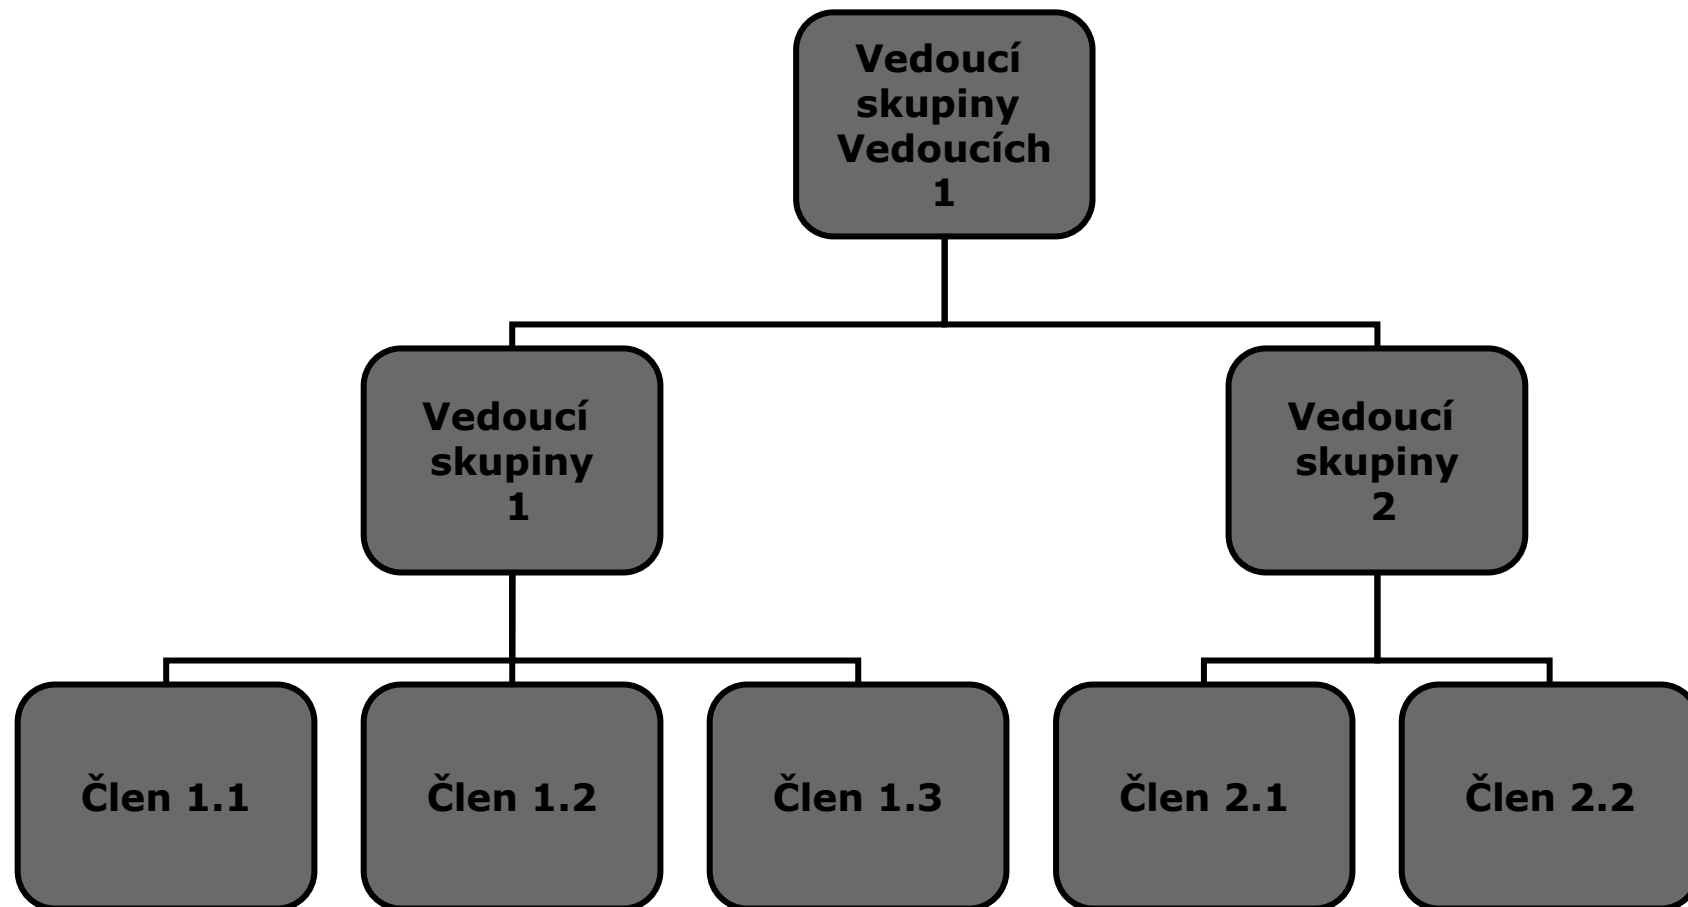 Vedoucí
skupiny
Vedoucích
1
Vedoucí
skupiny
1
Vedoucí
skupiny
2
Člen 1.1
Člen 1.2
Člen 1.3
Člen 2.1
Člen 2.2